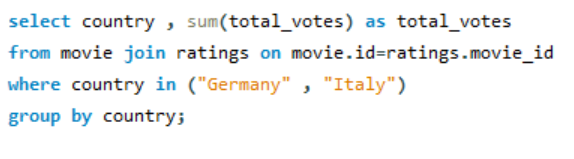 select country , sum(total_votes) as total_votes
from movie join ratings on movie.id=ratings.movie_id
where country in ("Germany" , "Italy")
group by country;